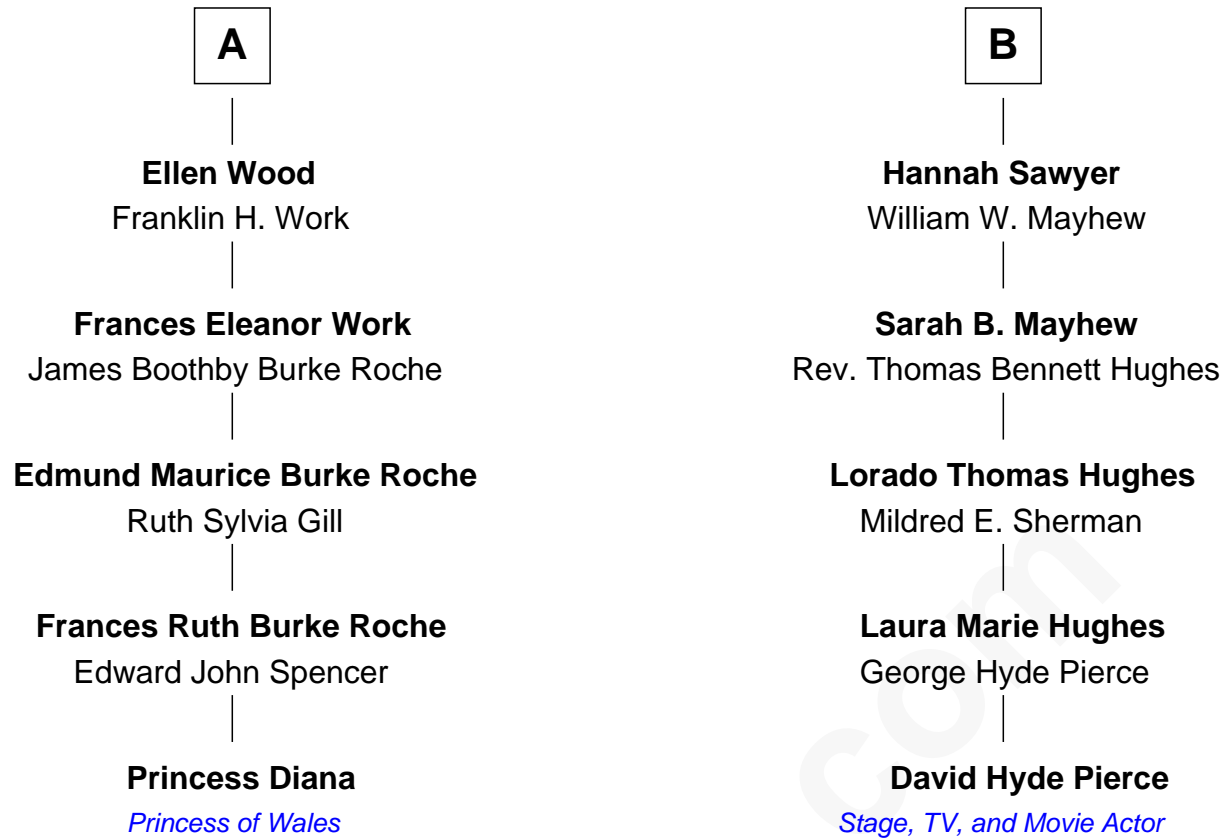 A
Ellen Wood
Franklin H. Work
Frances Eleanor Work
James Boothby Burke Roche
Edmund Maurice Burke Roche
Ruth Sylvia Gill
Frances Ruth Burke Roche
Edward John Spencer
Princess Diana
Princess of Wales
B
Hannah Sawyer
William W. Mayhew
Sarah B. Mayhew
Rev. Thomas Bennett Hughes
Lorado Thomas Hughes
Mildred E. Sherman
Laura Marie Hughes
George Hyde Pierce
David Hyde Pierce
Stage, TV, and Movie Actor
com